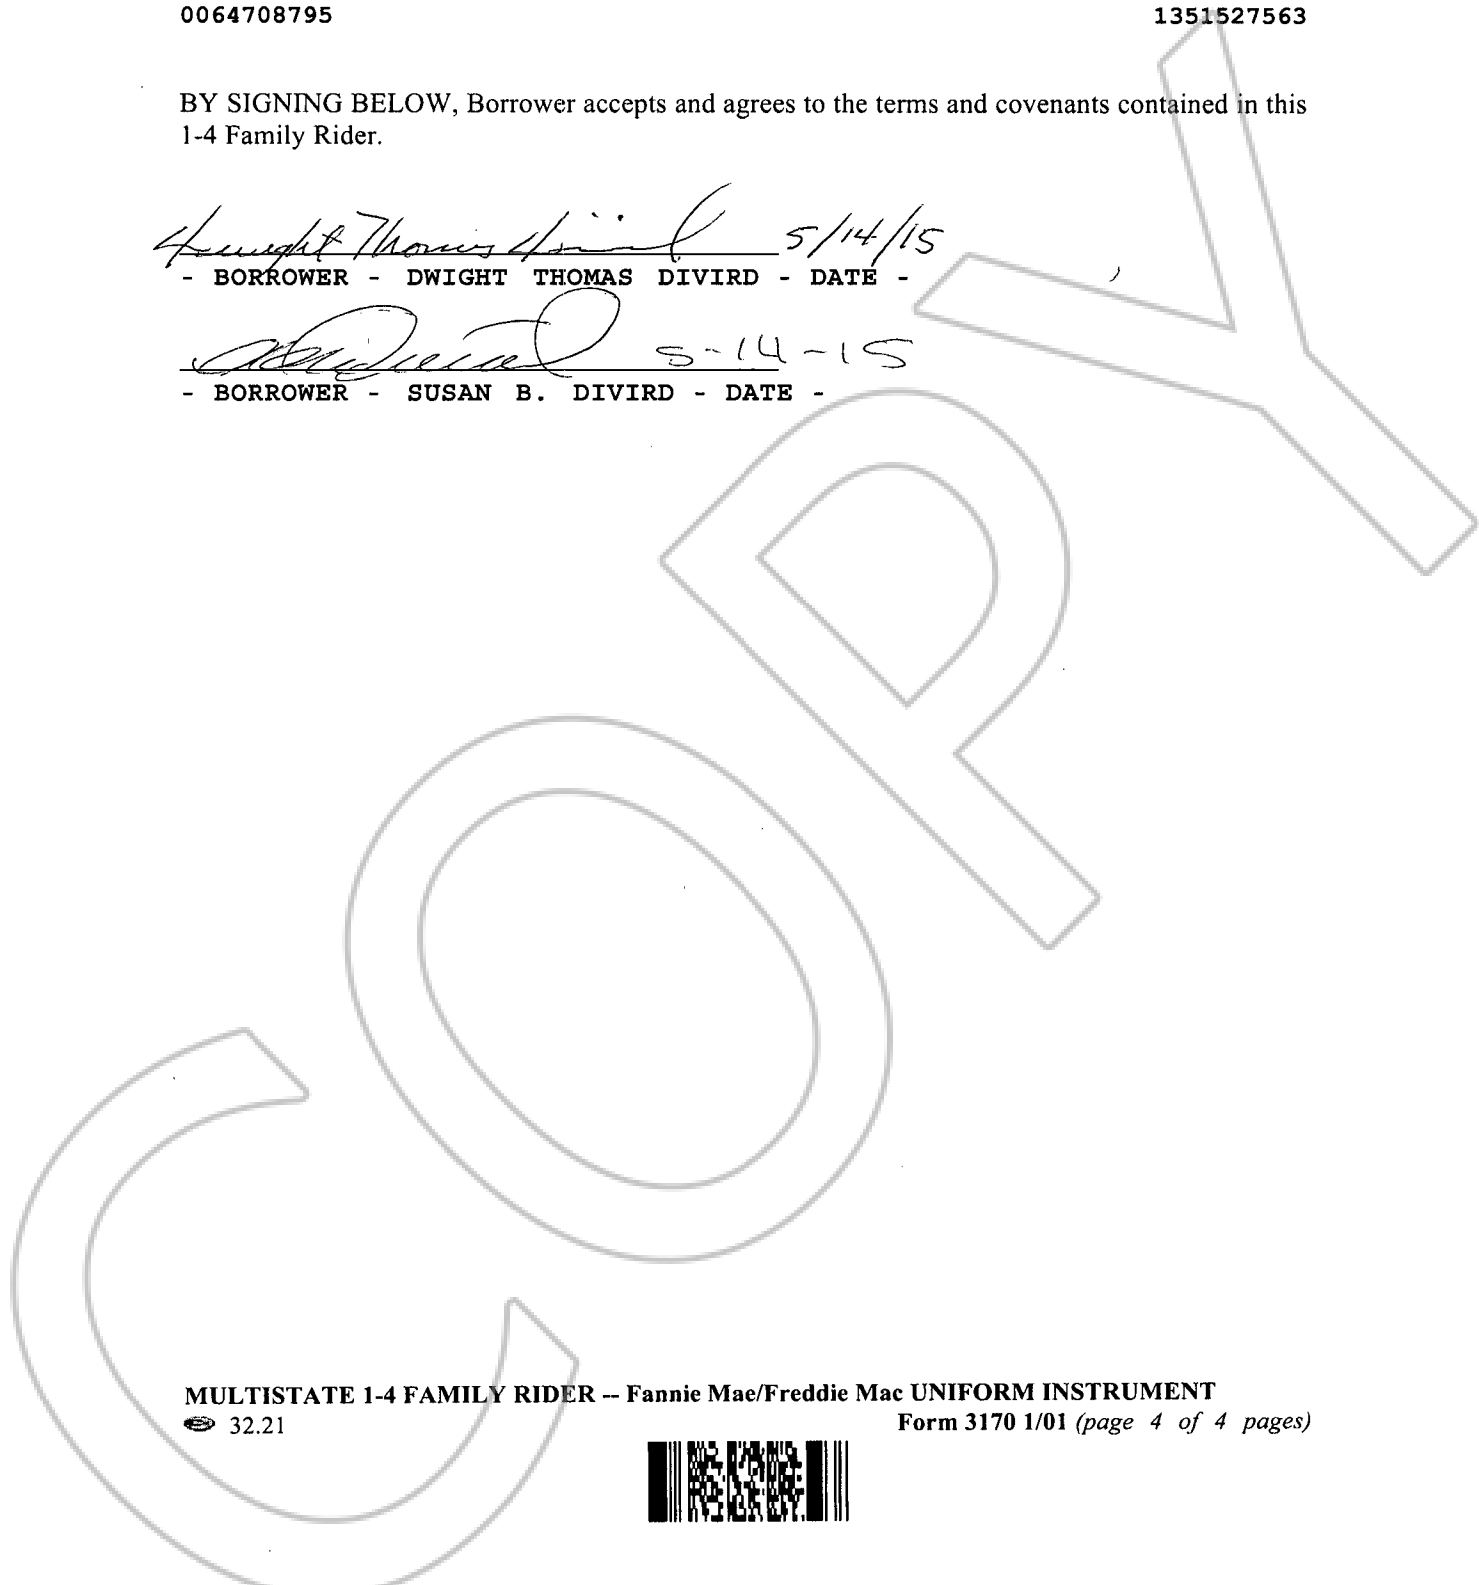 0064708795 1351527563
BY SIGNING BELOW, Borrower accepts and agrees to the terms and covenants contained in this
1-4 Family Rider.
Dwight Thomas Divird 5/14/15
- BORROWER - DWIGHT THOMAS DIVIRD - DATE -
5-14-15
- BORROWER - SUSAN B. DIVIRD - DATE -
COPY
MULTISTATE 1-4 FAMILY RIDER -- Fannie Mae/Freddie Mac UNIFORM INSTRUMENT
32.21 Form 3170 1/01 (page 4 of 4 pages)